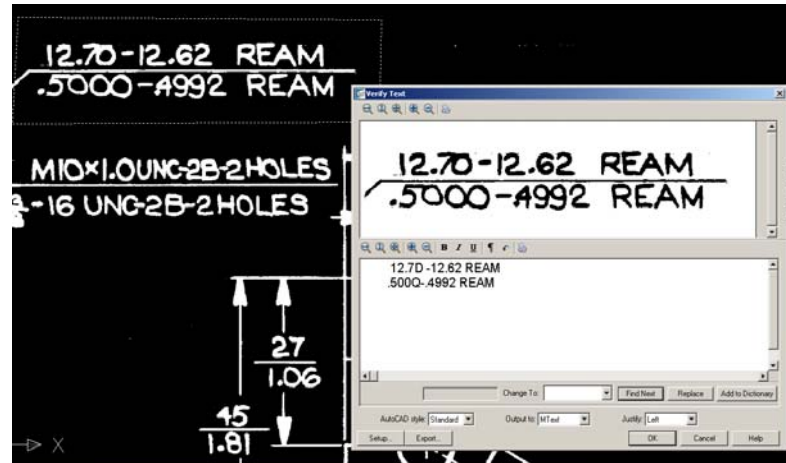 12.70-12.62 REAM
.5000-.4992 REAM
M10×1.0UNC-2B-2HOLES
-16 UNC-2B-2HOLES
27
1.06
45
1.81
X
Verify Text
12.70-12.62 REAM
.5000-.4992 REAM
B I U ¶
12.7D -12.62 REAM
.500Q-.4992 REAM
Change To:
Find Next
Replace
Add to Dictionary
AutoCAD style: Standard
Output to: MText
Justify: Left
Setup...
Export...
OK
Cancel
Help